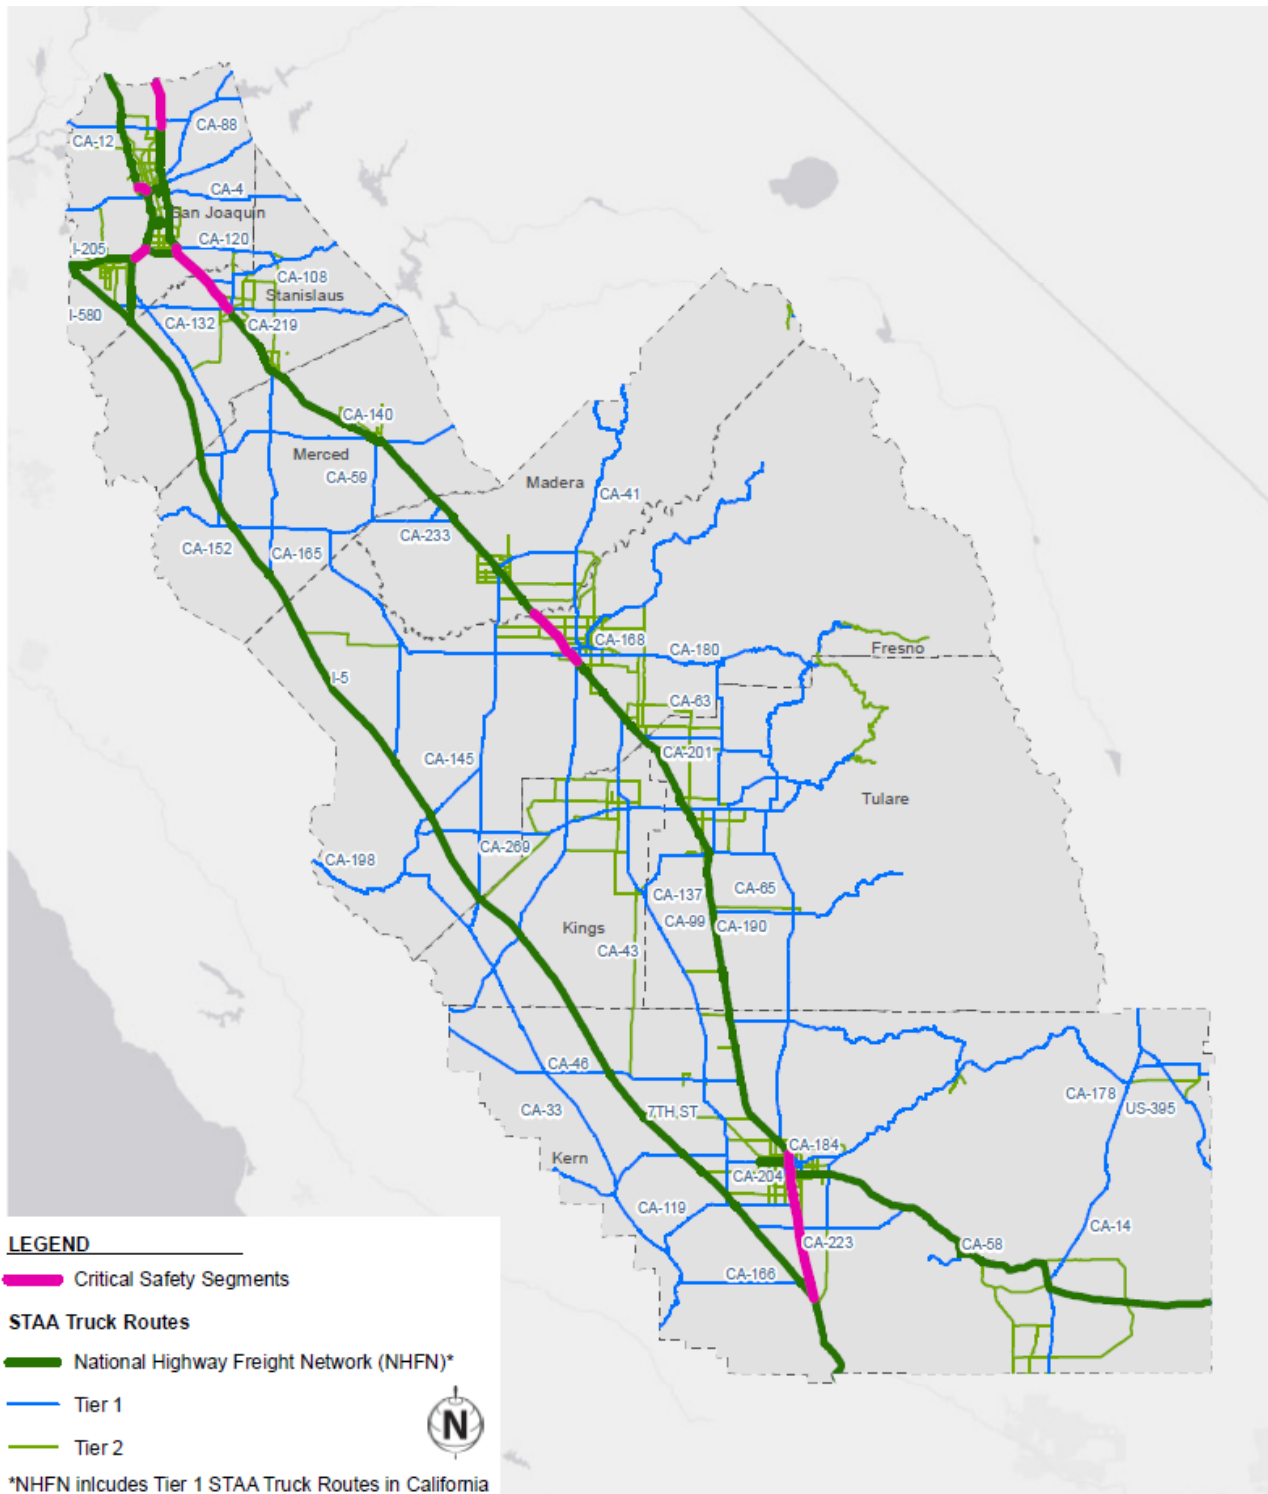 CA-12
CA-88
CA-4
San Joaquin
CA-120
I-205
CA-108
Stanislaus
I-580
CA-132
CA-219
CA-140
Merced
CA-59
Madera
CA-41
CA-233
CA-152
CA-165
CA-168
CA-180
Fresno
I-5
CA-63
CA-201
CA-145
Tulare
CA-269
CA-198
CA-137
CA-65
CA-99
CA-190
Kings
CA-43
CA-46
CA-178
US-395
CA-33
7TH ST
CA-184
Kern
CA-204
CA-119
CA-14
CA-223
CA-58
CA-166
LEGEND
Critical Safety Segments
STAA Truck Routes
National Highway Freight Network (NHFN)*
Tier 1
N
Tier 2
*NHFN inlcudes Tier 1 STAA Truck Routes in California